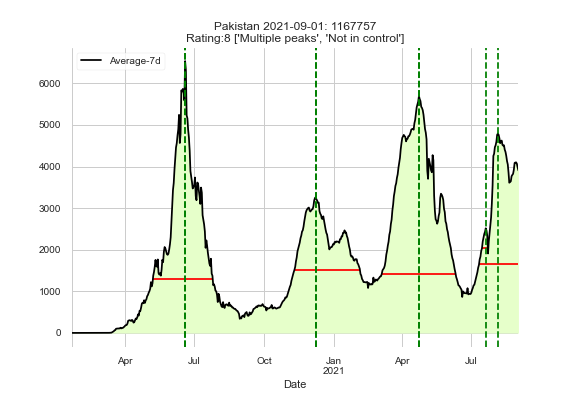 Pakistan 2021-09-01: 1167757
Rating:8 ['Multiple peaks', 'Not in control']
Average-7d
6000
5000
4000
3000
2000
1000
0
Apr Jul Oct Jan Apr Jul
2021
Date